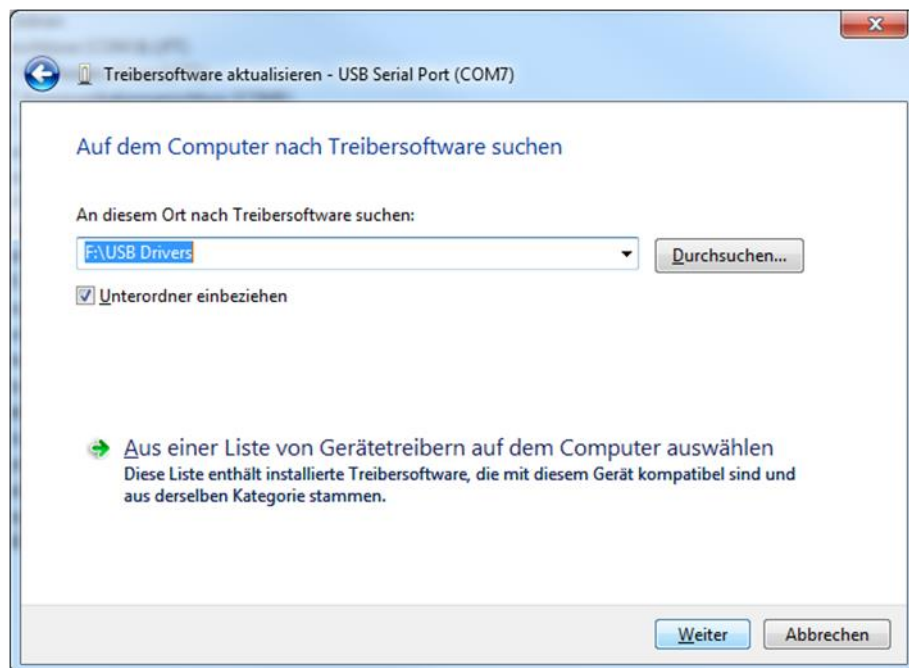 Treibersoftware aktualisieren - USB Serial Port (COM7)
Auf dem Computer nach Treibersoftware suchen
An diesem Ort nach Treibersoftware suchen:
F:\USB Drivers
Durchsuchen...
Unterordner einbeziehen
Aus einer Liste von Gerätetreibern auf dem Computer auswählen
Diese Liste enthält installierte Treibersoftware, die mit diesem Gerät kompatibel sind und
aus derselben Kategorie stammen.
Weiter
Abbrechen